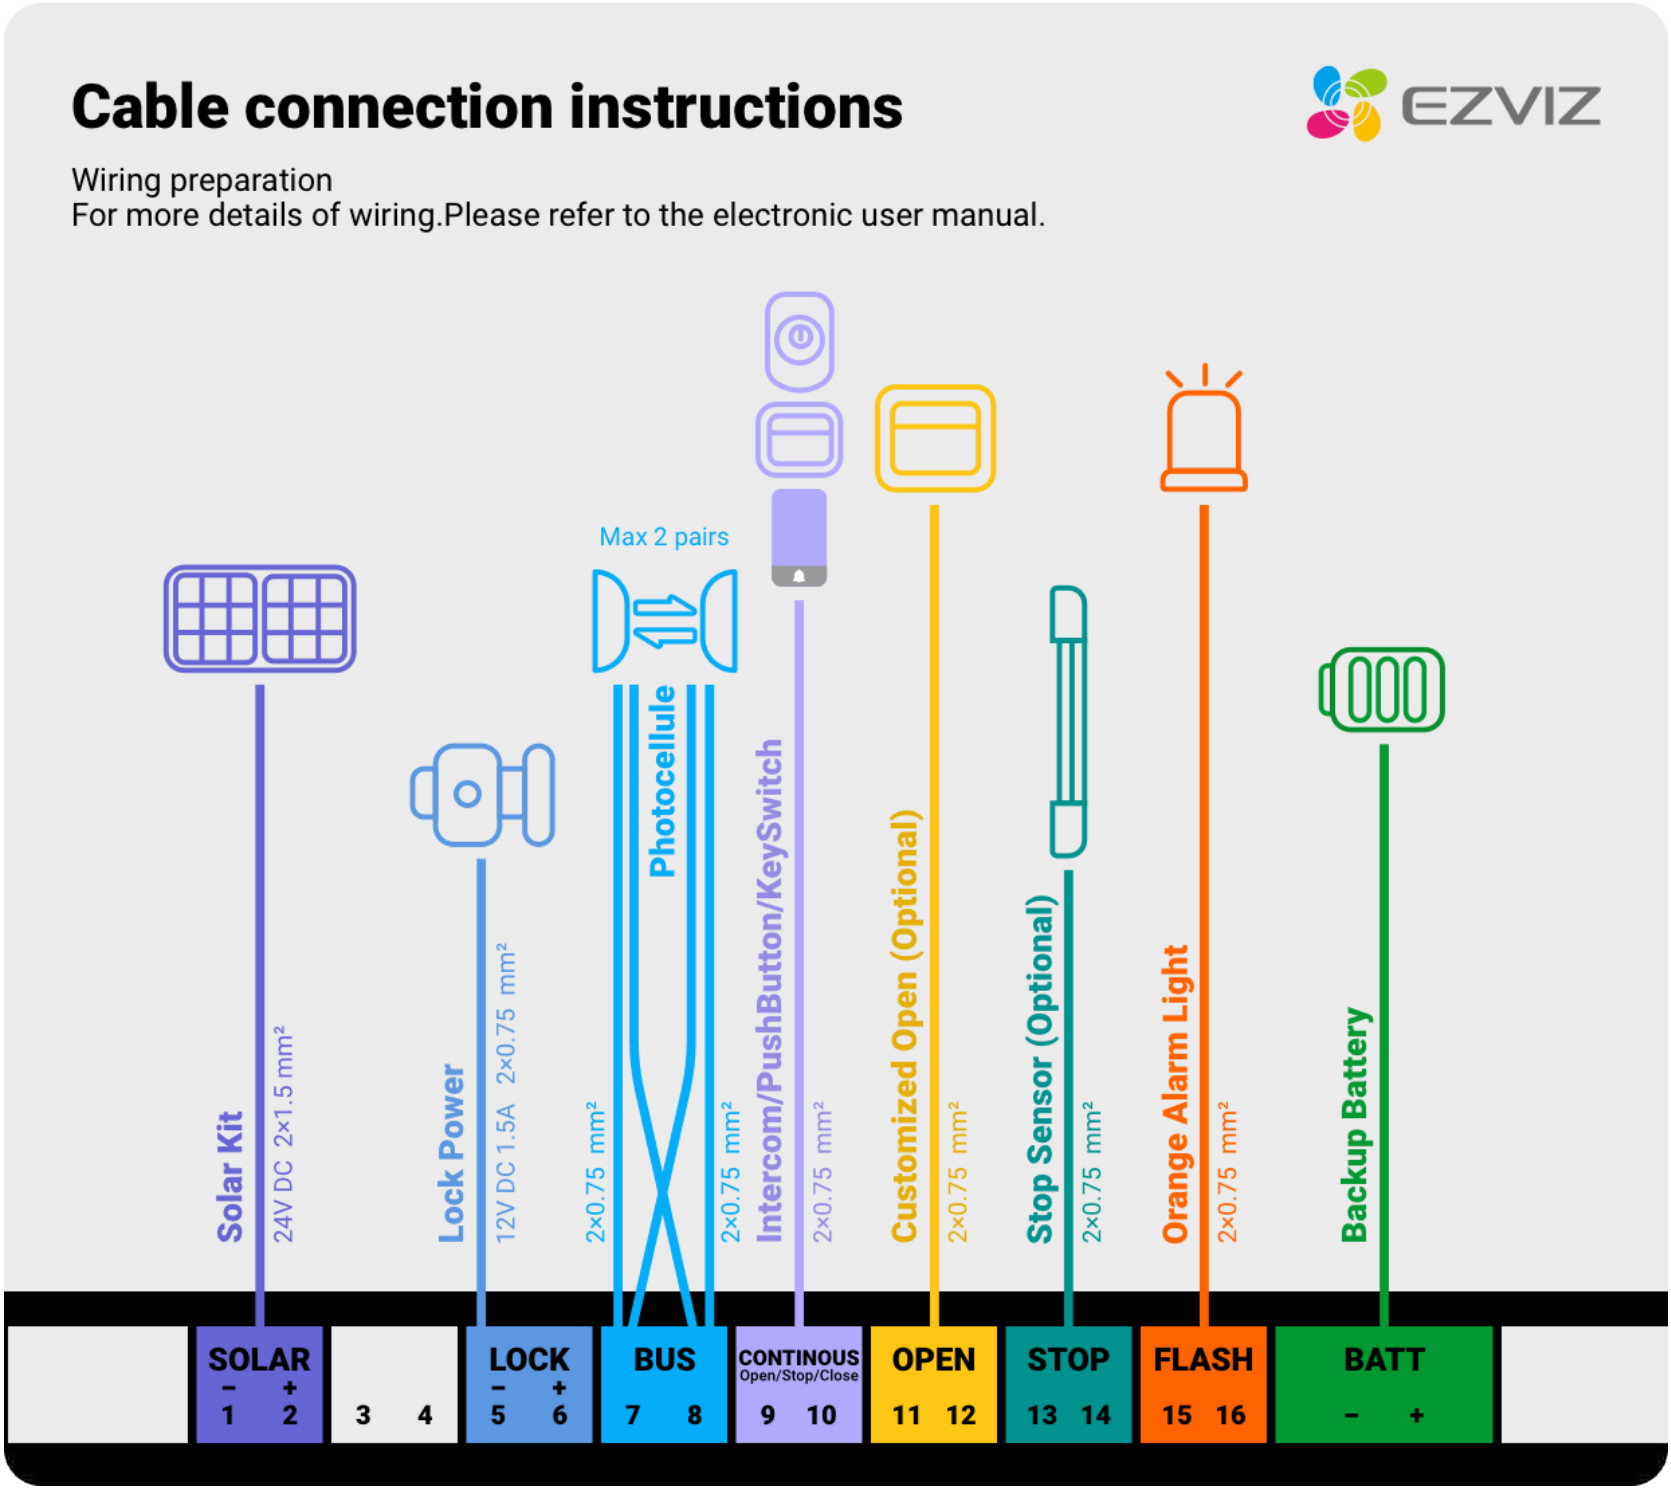 Cable connection instructions
EZVIZ
Wiring preparation
For more details of wiring.Please refer to the electronic user manual.
Max 2 pairs
Solar Kit
24V DC 2×1.5 mm²
Lock Power
12V DC 1.5A 2×0.75 mm²
2×0.75 mm²
Photocellule
2×0.75 mm²
Intercom/PushButton/KeySwitch
2×0.75 mm²
Customized Open (Optional)
2×0.75 mm²
Stop Sensor (Optional)
2×0.75 mm²
Orange Alarm Light
2×0.75 mm²
Backup Battery
SOLAR
− +
1 2
3 4
LOCK
− +
5 6
BUS
7 8
CONTINOUS
Open/Stop/Close
9 10
OPEN
11 12
STOP
13 14
FLASH
15 16
BATT
− +